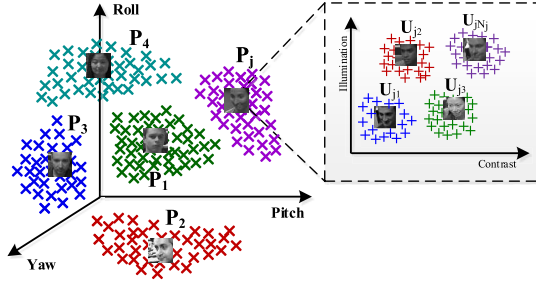 Roll
P4
Pj
P3
P1
Pitch
P2
Yaw
Illumination
Uj2
UjNj
Uj1
Uj3
Contrast